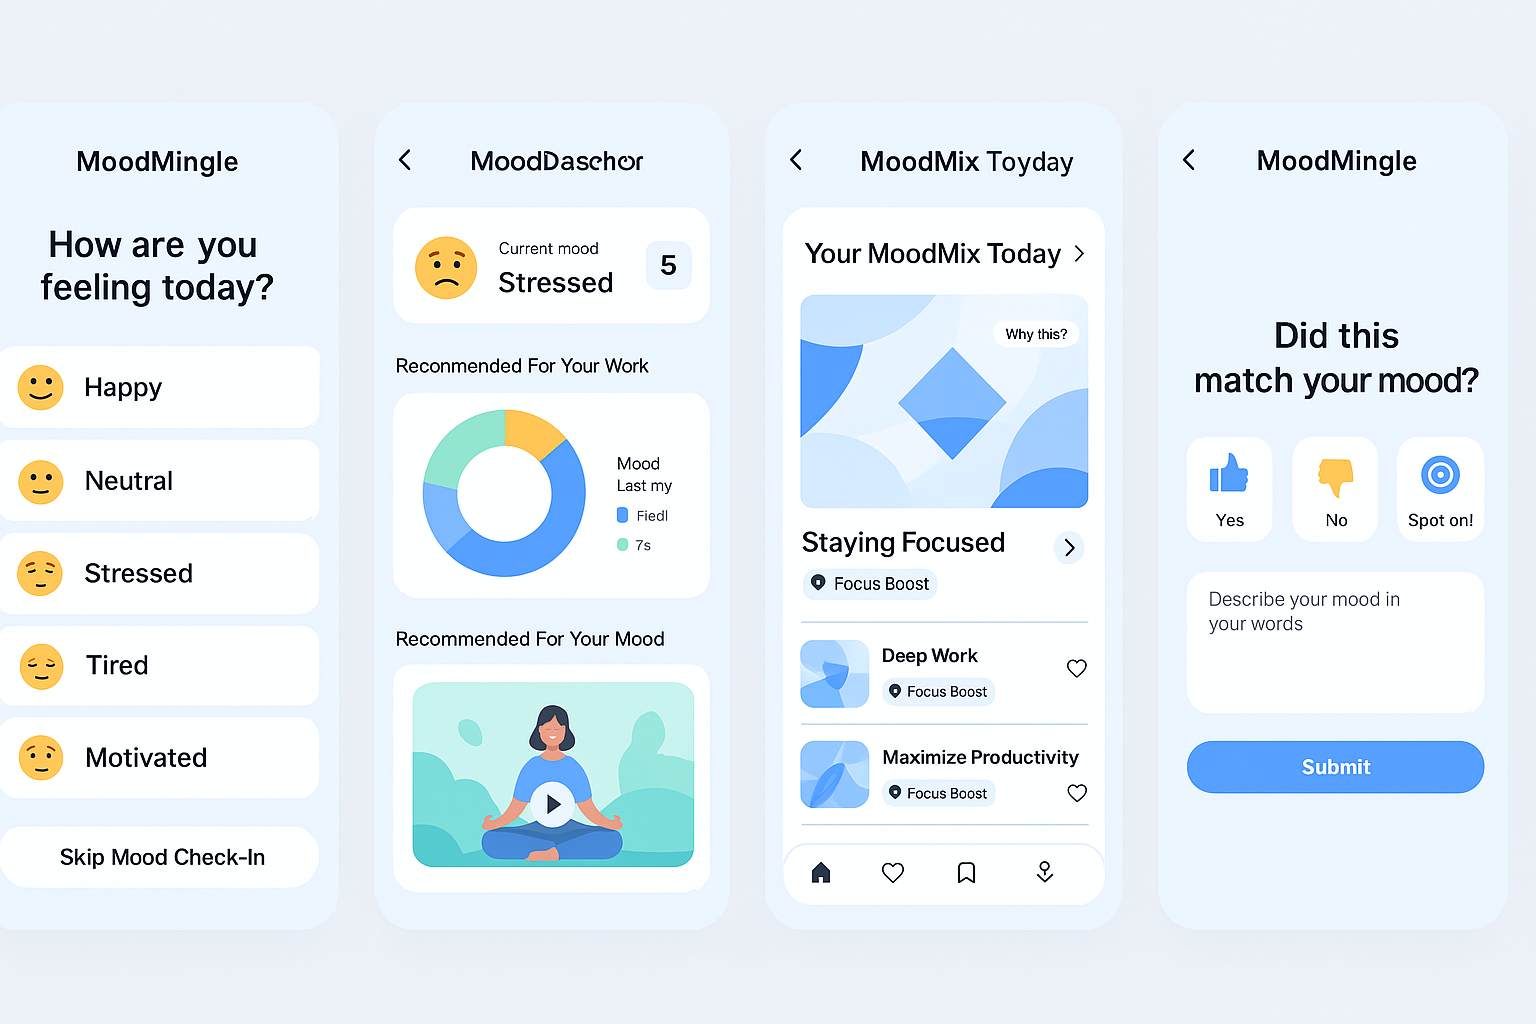 MoodMingle
How are you
feeling today?
Happy
Neutral
Stressed
Tired
Motivated
Skip Mood Check-In
MoodDaschor
Current mood
Stressed
5
Reconmended For Your Work
Mood
Last my
Fiedl
7s
Recommended For Your Mood
MoodMix Toyday
Your MoodMix Today
Why this?
Staying Focused
Focus Boost
Deep Work
Focus Boost
Maximize Productivity
Focus Boost
MoodMingle
Did this
match your mood?
Yes
No
Spot on!
Describe your mood in
your words
Submit